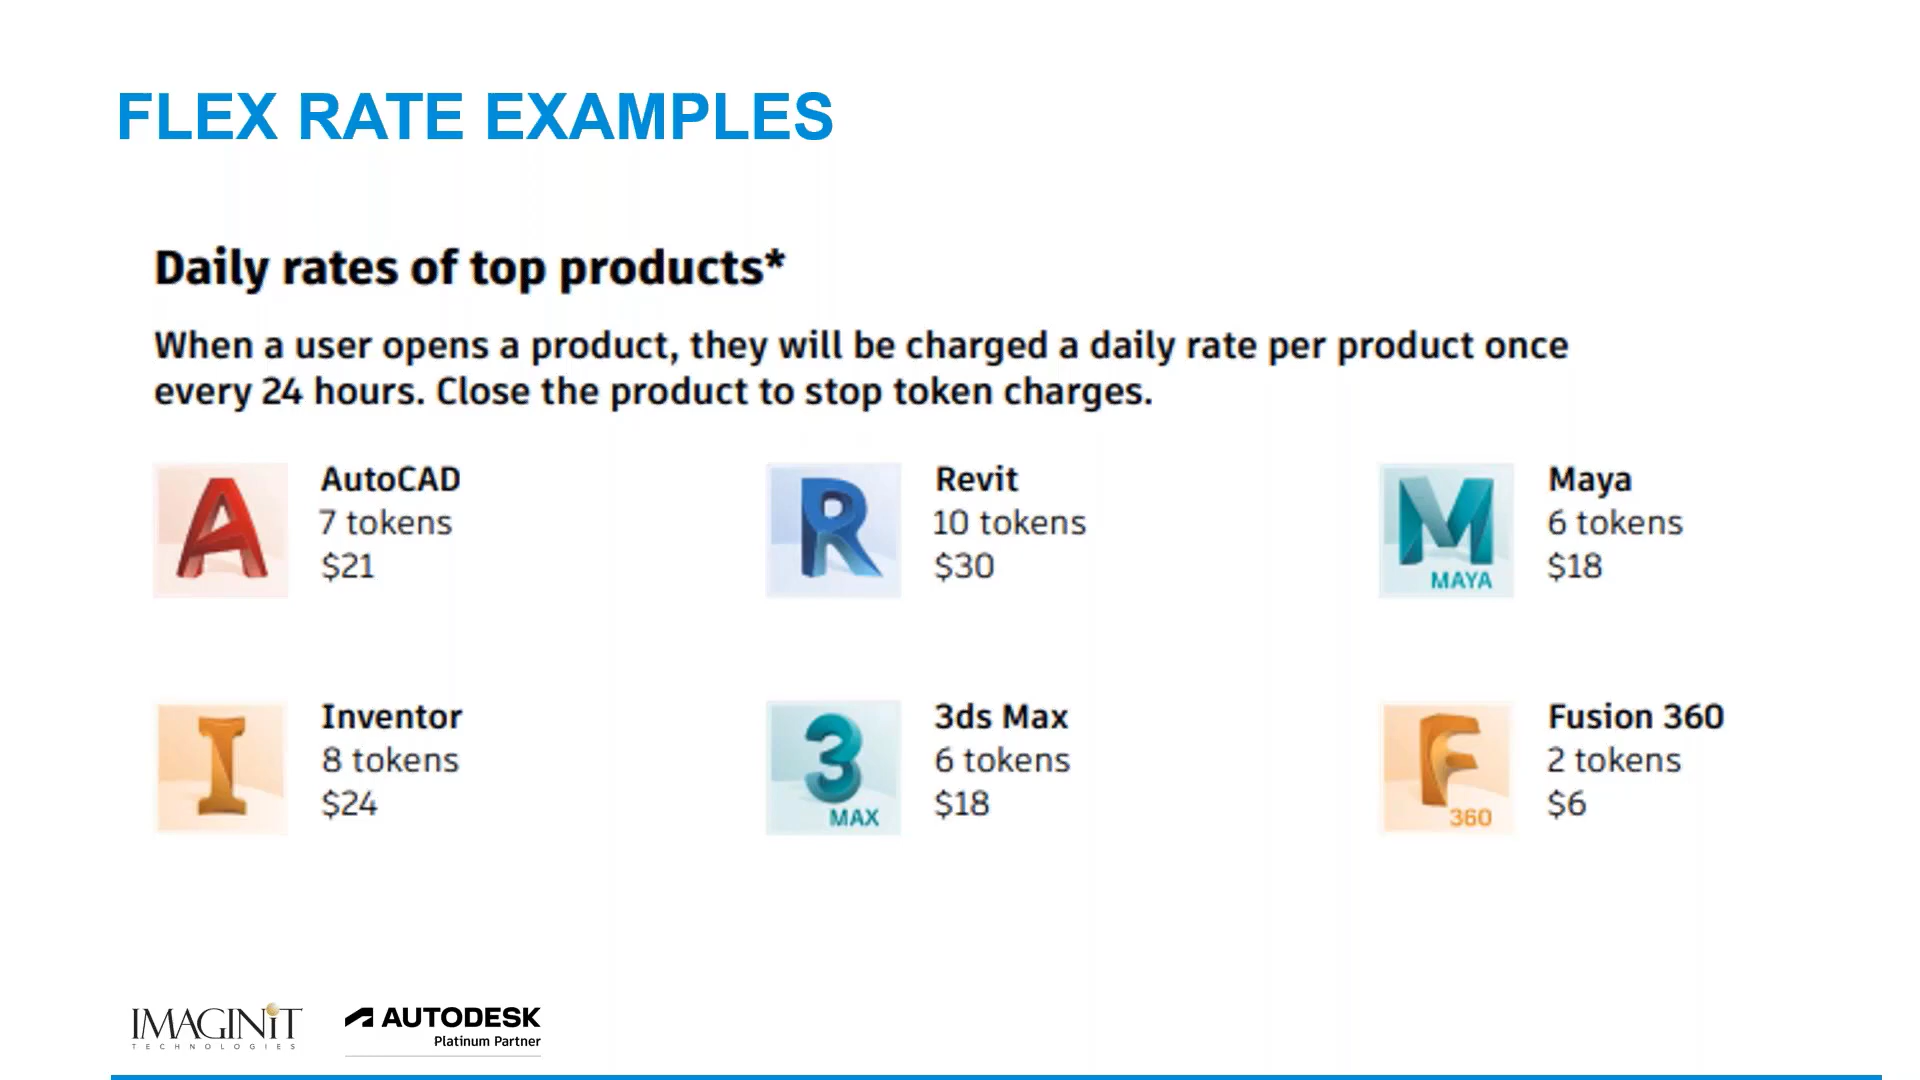 FLEX RATE EXAMPLES
Daily rates of top products*
When a user opens a product, they will be charged a daily rate per product once
every 24 hours. Close the product to stop token charges.
AutoCAD
7 tokens
$21
Revit
10 tokens
$30
MAYA
Maya
6 tokens
$18
Inventor
8 tokens
$24
MAX
3ds Max
6 tokens
$18
360
Fusion 360
2 tokens
$6
IMAGINiT
TECHNOLOGIES
AUTODESK
Platinum Partner